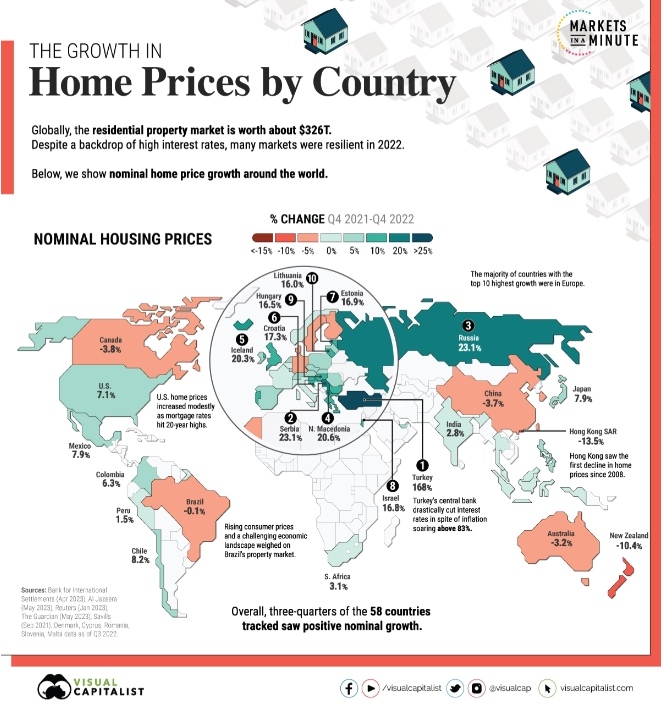 MARKETS
IN A MINUTE
THE GROWTH IN
Home Prices by Country
Globally, the residential property market is worth about $326T.
Despite a backdrop of high interest rates, many markets were resilient in 2022.
Below, we show nominal home price growth around the world.
% CHANGE Q4 2021-Q4 2022
NOMINAL HOUSING PRICES
<-15% -10% -5% 0% 5% 10% 20% >25%
The majority of countries with the
top 10 highest growth were in Europe.
Lithuania
16.0%
10
Hungary
16.5%
9
7
Estonia
16.9%
6
Croatia
17.3%
5
Iceland
20.3%
3
Russia
23.1%
Canada
-3.8%
U.S.
7.1%
U.S. home prices
increased modestly
as mortgage rates
hit 20-year highs.
China
-3.7%
Japan
7.9%
India
2.8%
Hong Kong SAR
-13.5%
Hong Kong saw the
first decline in home
prices since 2008.
2
Serbia
23.1%
4
N. Macedonia
20.6%
Mexico
7.9%
Colombia
6.3%
Peru
1.5%
Brazil
-0.1%
Chile
8.2%
1
Turkey
168%
8
Israel
16.8%
Turkey's central bank
drastically cut interest
rates in spite of inflation
soaring above 83%.
Rising consumer prices
and a challenging economic
landscape weighed on
Brazil's property market.
Australia
-3.2%
New Zealand
-10.4%
S. Africa
3.1%
Sources: Bank for International
Settlements (Apr 2023), Al Jazeera
(May 2023), Reuters (Jan 2023),
The Guardian (May 2023), Savills
(Sep 2021). Denmark, Cyprus, Romania,
Slovenia, Malta data as of Q3 2022.
Overall, three-quarters of the 58 countries
tracked saw positive nominal growth.
VISUAL
CAPITALIST
/visualcapitalist
@visualcap
visualcapitalist.com